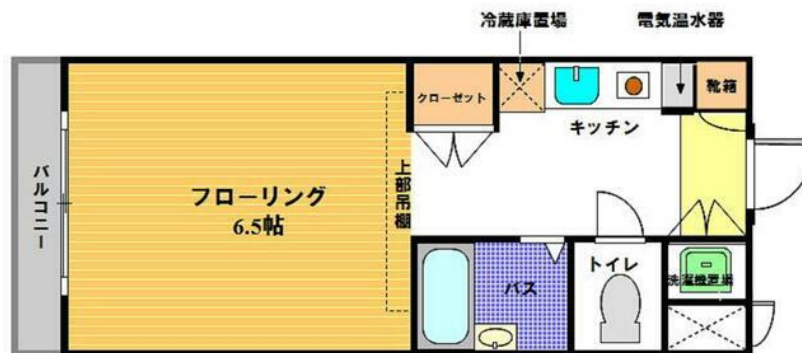 冷蔵庫置場
電気温水器
クローゼット
靴箱
キッチン
バルコニー
フローリング
6.5帖
上部吊棚
バス
トイレ
洗濯機置場